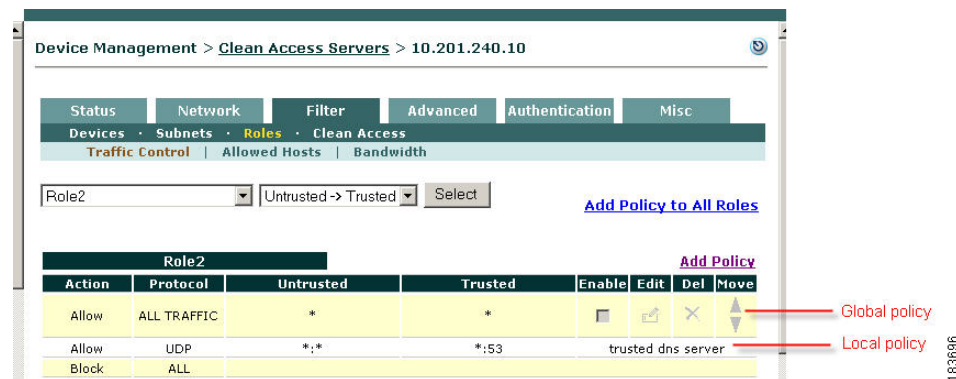 Device Management > Clean Access Servers > 10.201.240.10
Status Network Filter Advanced Authentication Misc
Devices · Subnets · Roles · Clean Access
Traffic Control | Allowed Hosts | Bandwidth
Role2 Untrusted -> Trusted Select
Add Policy to All Roles
Role2 Add Policy
Action Protocol Untrusted Trusted Enable Edit Del Move
Allow ALL TRAFFIC * * Global policy
Allow UDP *:* *:53 trusted dns server Local policy
Block ALL
183696